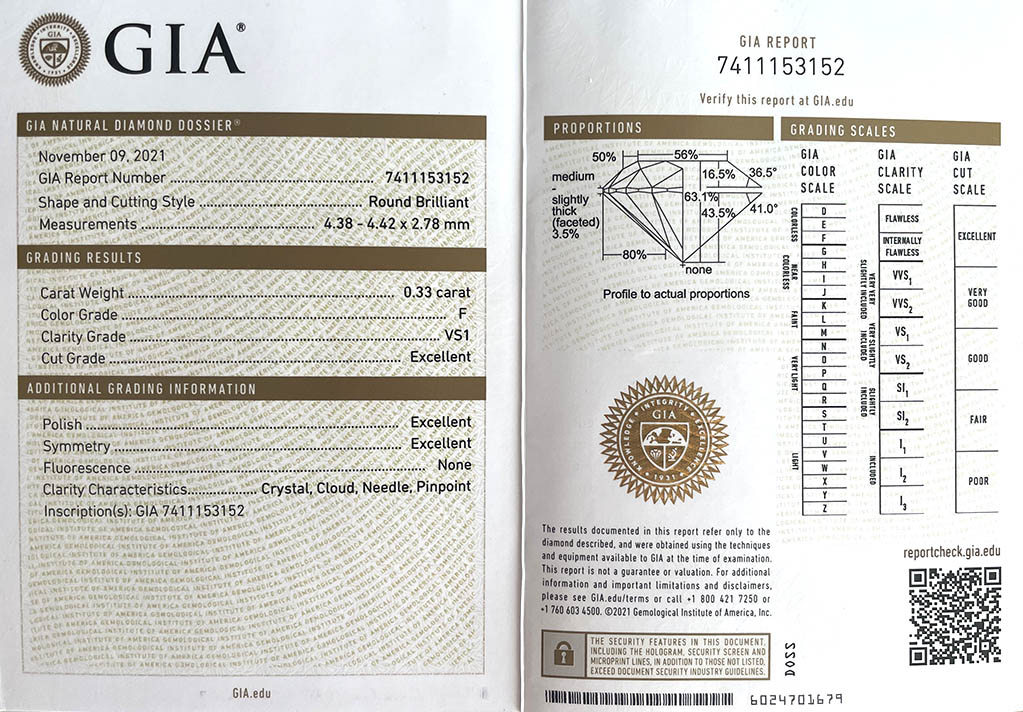 GIA®
GIA NATURAL DIAMOND DOSSIER®
November 09, 2021
GIA Report Number 7411153152
Shape and Cutting Style Round Brilliant
Measurements 4.38 - 4.42 x 2.78 mm
GRADING RESULTS
Carat Weight 0.33 carat
Color Grade F
Clarity Grade VS1
Cut Grade Excellent
ADDITIONAL GRADING INFORMATION
Polish Excellent
Symmetry Excellent
Fluorescence None
Clarity Characteristics Crystal, Cloud, Needle, Pinpoint
Inscription(s): GIA 7411153152
GIA.edu
GIA REPORT
7411153152
Verify this report at GIA.edu
PROPORTIONS
50%
56%
16.5%
36.5°
medium
-
slightly
thick
(faceted)
3.5%
63.1%
43.5%
41.0°
80%
none
Profile to actual proportions
INTEGRITY
KNOWLEDGE
EXCELLENCE
GIA
1931
The results documented in this report refer only to the
diamond described, and were obtained using the techniques
and equipment available to GIA at the time of examination.
This report is not a guarantee or valuation. For additional
information and important limitations and disclaimers,
please see GIA.edu/terms or call +1 800 421 7250 or
+1 760 603 4500. ©2021 Gemological Institute of America, Inc.
THE SECURITY FEATURES IN THIS DOCUMENT,
INCLUDING THE HOLOGRAM, SECURITY SCREEN AND
MICROPRINT LINES, IN ADDITION TO THOSE NOT LISTED,
EXCEED DOCUMENT SECURITY INDUSTRY GUIDELINES.
GRADING SCALES
GIA
COLOR
SCALE
COLORLESS
D
E
F
NEAR COLORLESS
G
H
I
J
FAINT
K
L
M
VERY LIGHT
N
O
P
Q
R
LIGHT
S
T
U
V
W
X
Y
Z
GIA
CLARITY
SCALE
FLAWLESS
INTERNALLY
FLAWLESS
VERY VERY
SLIGHTLY INCLUDED
VVS1
VVS2
VERY SLIGHTLY
INCLUDED
VS1
VS2
SLIGHTLY
INCLUDED
SI1
SI2
INCLUDED
I1
I2
I3
GIA
CUT
SCALE
EXCELLENT
VERY
GOOD
GOOD
FAIR
POOR
reportcheck.gia.edu
6024701679